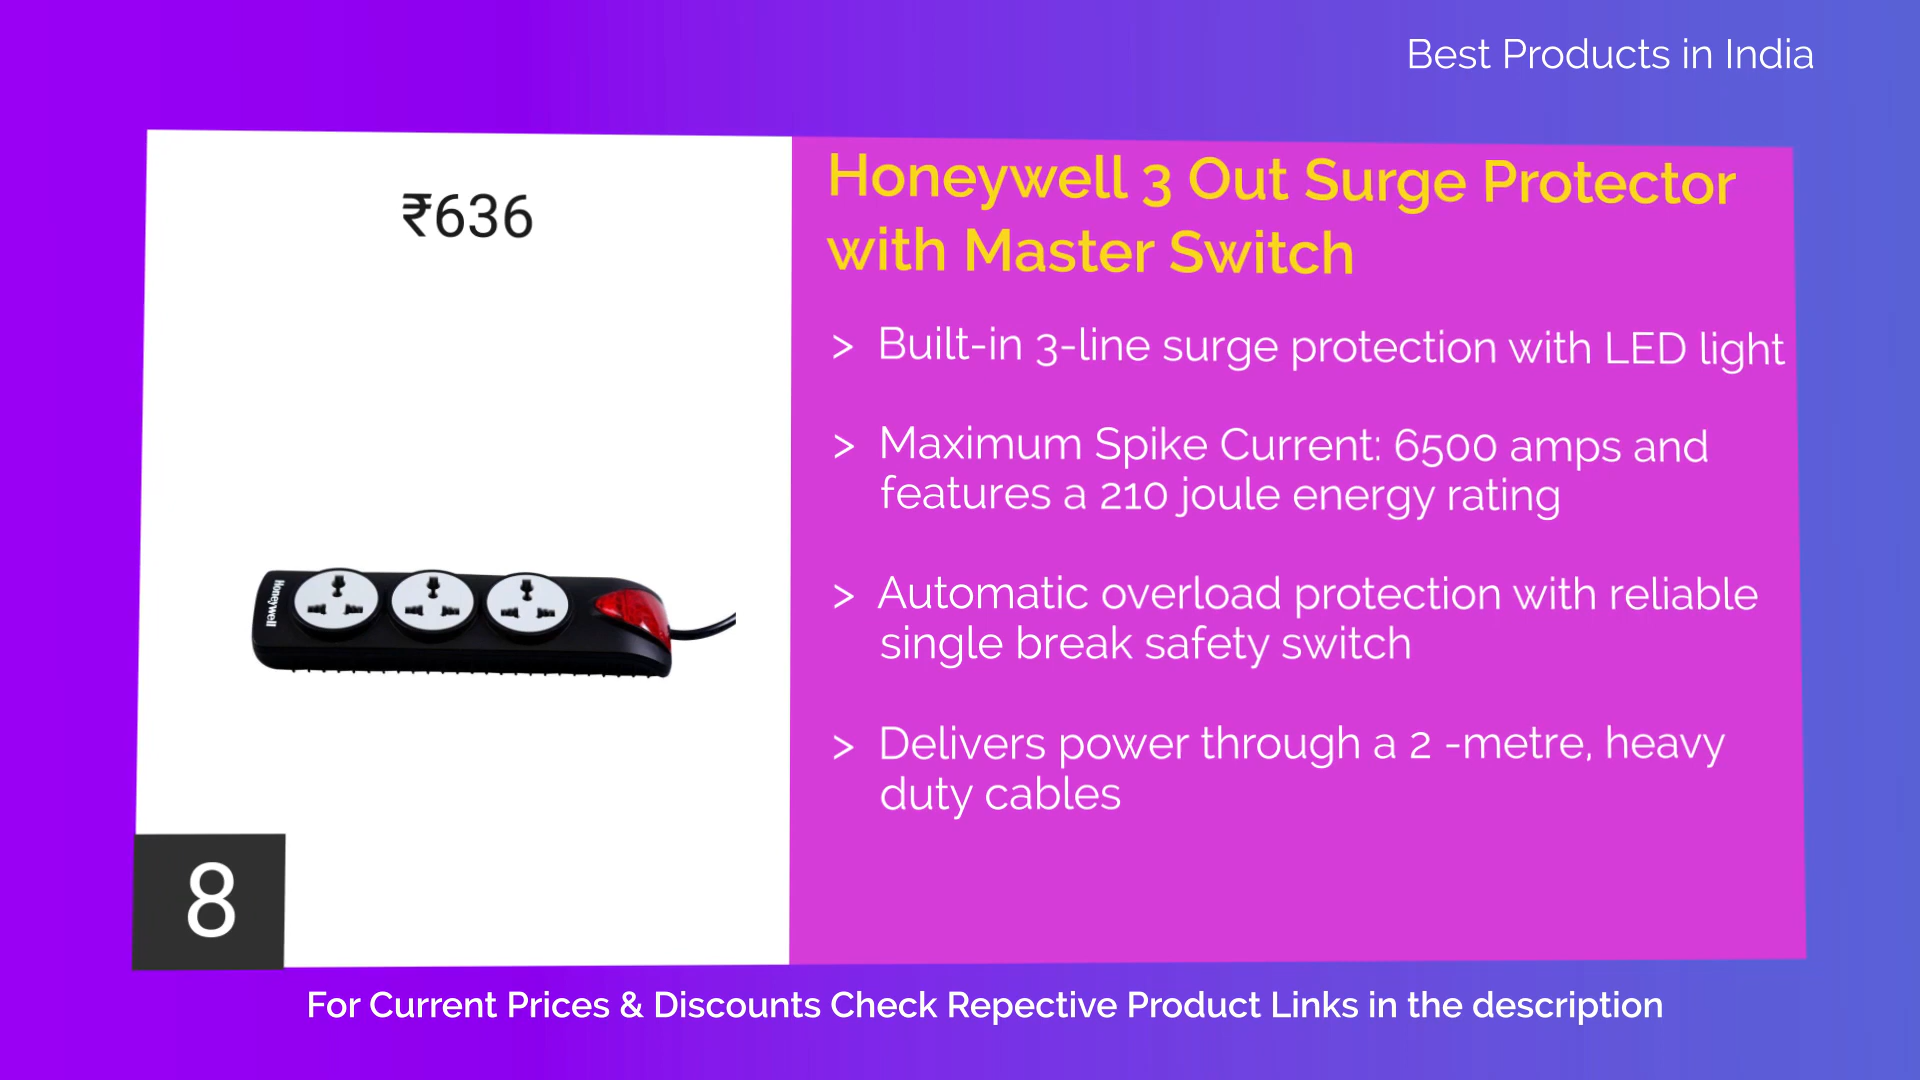 Best Products in India
₹636
Honeywell
8
Honeywell 3 Out Surge Protector
with Master Switch
> Built-in 3-line surge protection with LED light
> Maximum Spike Current: 6500 amps and
features a 210 joule energy rating
> Automatic overload protection with reliable
single break safety switch
> Delivers power through a 2 -metre, heavy
duty cables
For Current Prices & Discounts Check Repective Product Links in the description